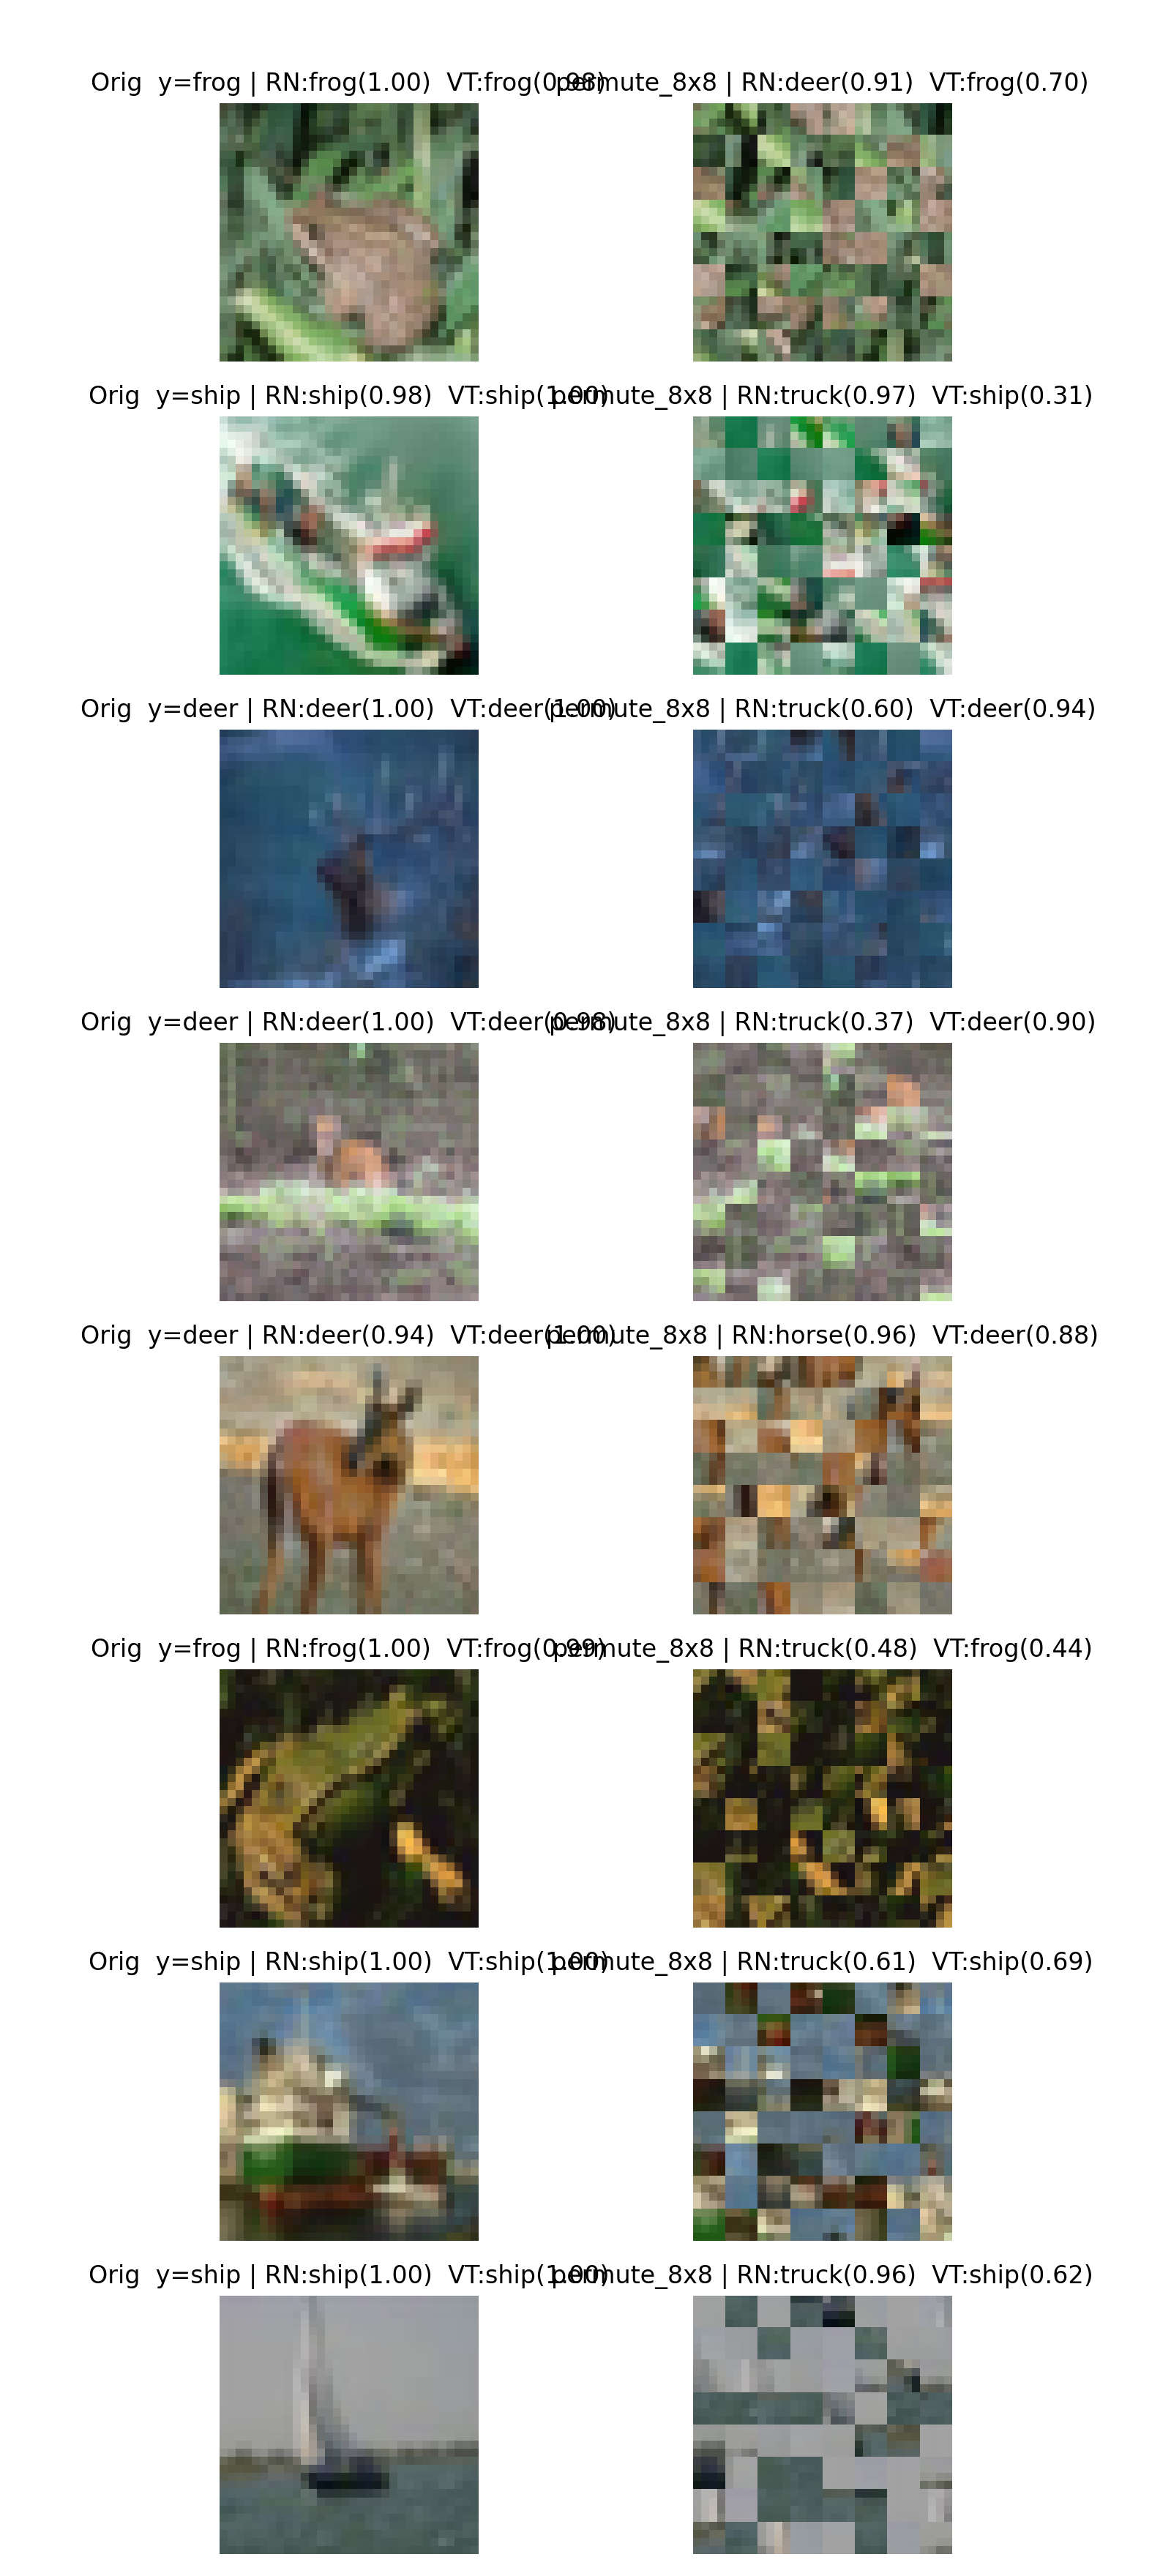 Orig  y=frog | RN:frog(1.00)  VT:frog(0.98) permute_8x8 | RN:deer(0.91)  VT:frog(0.70)
Orig  y=ship | RN:ship(0.98)  VT:ship(1.00) permute_8x8 | RN:truck(0.97)  VT:ship(0.31)
Orig  y=deer | RN:deer(1.00)  VT:deer(1.00) permute_8x8 | RN:truck(0.60)  VT:deer(0.94)
Orig  y=deer | RN:deer(1.00)  VT:deer(0.98) permute_8x8 | RN:truck(0.37)  VT:deer(0.90)
Orig  y=deer | RN:deer(0.94)  VT:deer(1.00) permute_8x8 | RN:horse(0.96)  VT:deer(0.88)
Orig  y=frog | RN:frog(1.00)  VT:frog(0.99) permute_8x8 | RN:truck(0.48)  VT:frog(0.44)
Orig  y=ship | RN:ship(1.00)  VT:ship(1.00) permute_8x8 | RN:truck(0.61)  VT:ship(0.69)
Orig  y=ship | RN:ship(1.00)  VT:ship(1.00) permute_8x8 | RN:truck(0.96)  VT:ship(0.62)